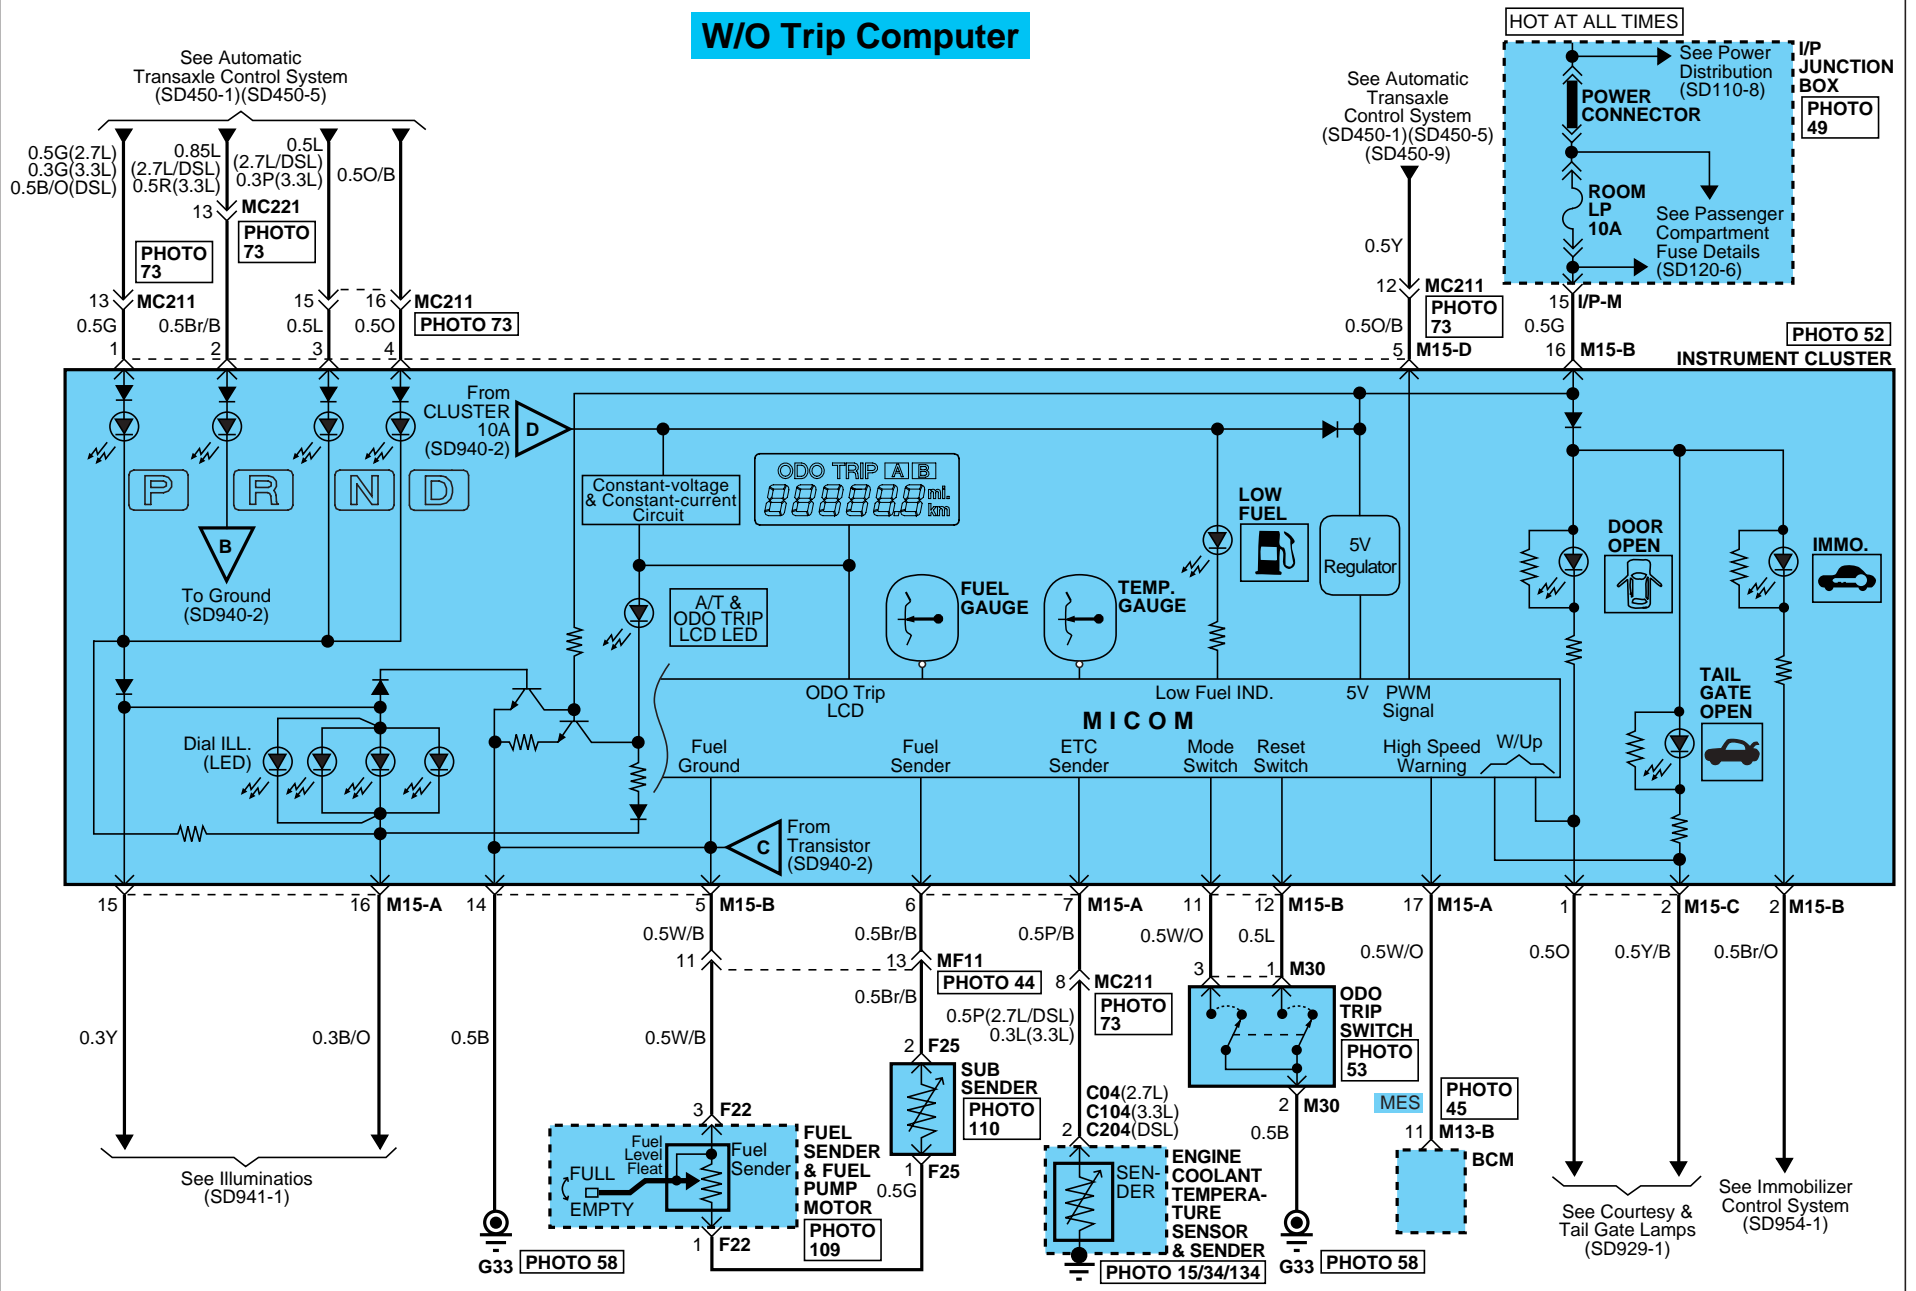 W/O Trip Computer
HOT AT ALL TIMES
See Automatic
Transaxle Control System
(SD450-1)(SD450-5)
See Automatic
Transaxle
Control System
(SD450-1)(SD450-5)
(SD450-9)
See Power
Distribution
(SD110-8)
I/P
JUNCTION
BOX
PHOTO
49
POWER
CONNECTOR
ROOM
LP
10A
See Passenger
Compartment
Fuse Details
(SD120-6)
0.5G(2.7L)
0.3G(3.3L)
0.5B/O(DSL)
0.85L
(2.7L/DSL)
0.5R(3.3L)
0.5L
(2.7L/DSL)
0.3P(3.3L)
0.5O/B
13 MC221
PHOTO
73
PHOTO
73
0.5Y
13 MC211
15
16 MC211
PHOTO 73
12 MC211
PHOTO
73
15 I/P-M
0.5G
0.5Br/B
0.5L
0.5O
0.5O/B
0.5G
PHOTO 52
1
2
3
4
5 M15-D
16 M15-B
INSTRUMENT CLUSTER
From
CLUSTER
10A
(SD940-2)
D
P
R
N
D
B
To Ground
(SD940-2)
Constant-voltage
& Constant-current
Circuit
ODO TRIP A B
888888.8 mi.
km
LOW
FUEL
5V
Regulator
DOOR
OPEN
IMMO.
A/T &
ODO TRIP
LCD LED
FUEL
GAUGE
TEMP.
GAUGE
TAIL
GATE
OPEN
ODO Trip
LCD
Low Fuel IND.
5V
PWM
Signal
MICOM
Dial ILL.
(LED)
Fuel
Ground
Fuel
Sender
ETC
Sender
Mode
Switch
Reset
Switch
High Speed
Warning
W/Up
C
From
Transistor
(SD940-2)
15
16 M15-A
14
5 M15-B
6
7 M15-A
11
12 M15-B
17 M15-A
1
2 M15-C
2 M15-B
0.5W/B
0.5Br/B
0.5P/B
0.5W/O
0.5L
0.5W/O
0.5O
0.5Y/B
0.5Br/O
11
13 MF11
PHOTO 44
8 MC211
PHOTO
73
3
1 M30
0.5Br/B
0.5P(2.7L/DSL)
0.3L(3.3L)
ODO
TRIP
SWITCH
PHOTO
53
0.3Y
0.3B/O
0.5B
0.5W/B
2 F25
SUB
SENDER
PHOTO
110
1 F25
0.5G
C04(2.7L)
C104(3.3L)
C204(DSL)
2
2 M30
0.5B
MES
PHOTO
45
11 M13-B
BCM
3 F22
Fuel
Level
Fleat
Fuel
Sender
FULL
EMPTY
FUEL
SENDER
& FUEL
PUMP
MOTOR
PHOTO
109
1 F22
SEN-
DER
ENGINE
COOLANT
TEMPERA-
TURE
SENSOR
& SENDER
PHOTO 15/34/134
See Illuminatios
(SD941-1)
G33 PHOTO 58
G33 PHOTO 58
See Courtesy &
Tail Gate Lamps
(SD929-1)
See Immobilizer
Control System
(SD954-1)